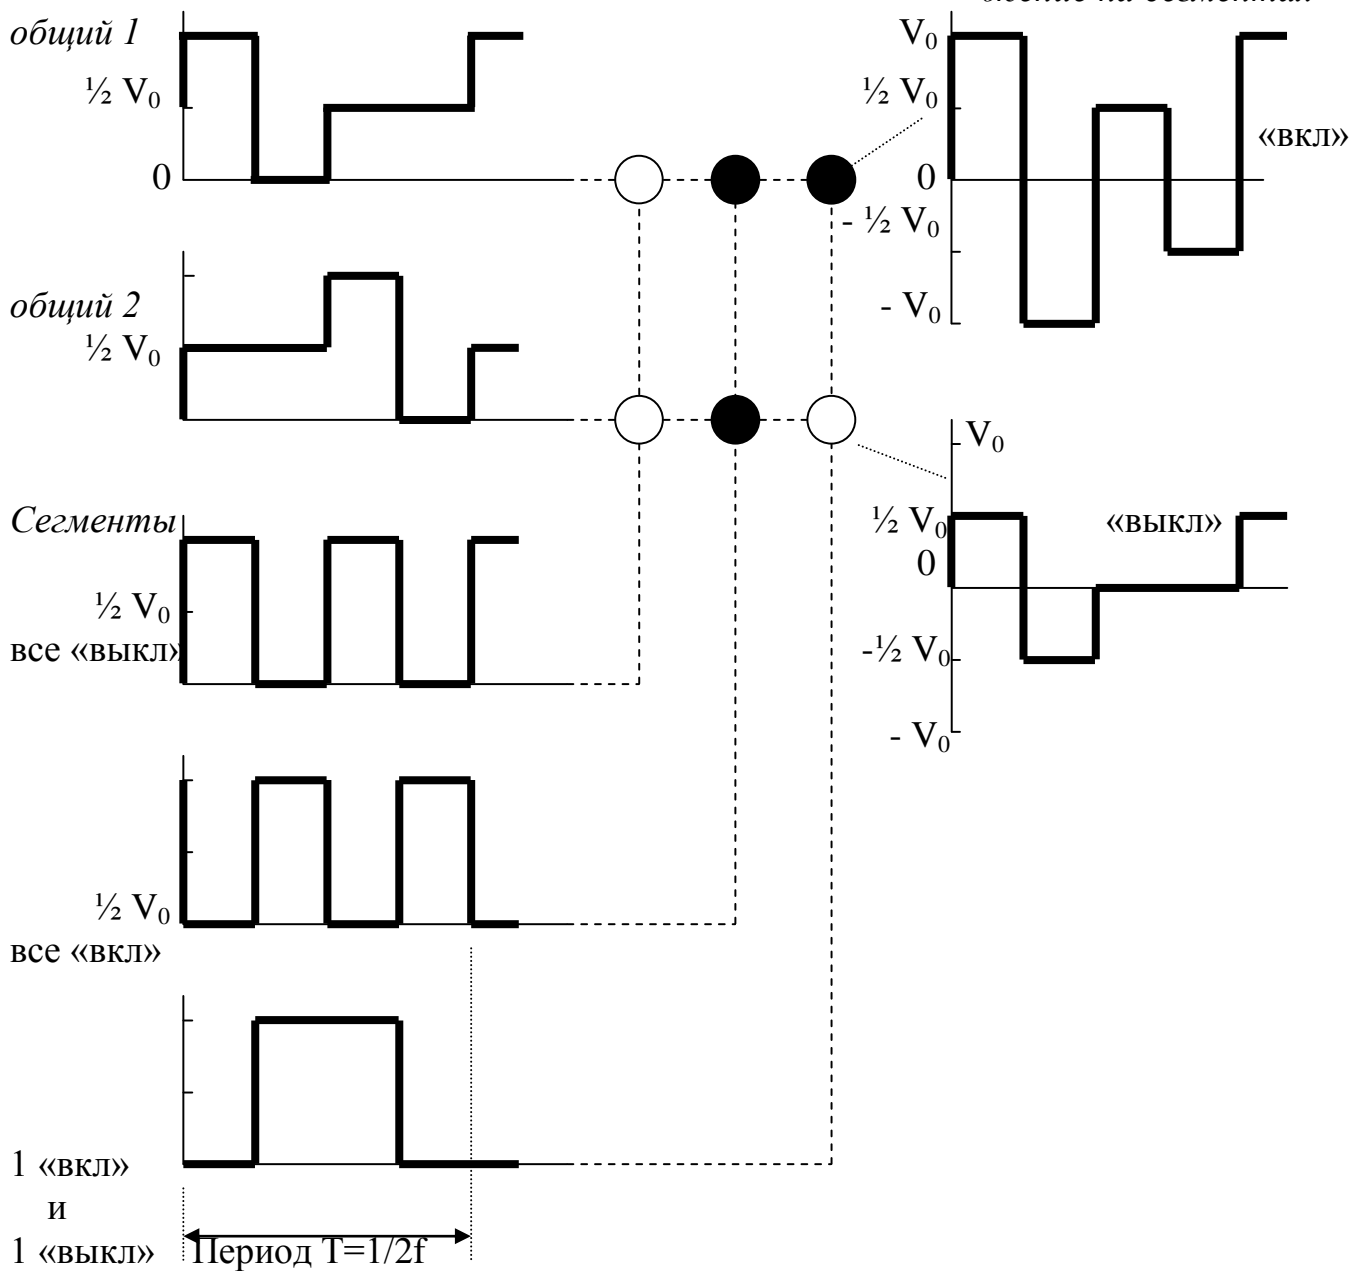 общий 1
½ V₀
0
общий 2
½ V₀
Сегменты
½ V₀
все «выкл»
½ V₀
все «вкл»
1 «вкл»
и
1 «выкл»
Период T=1/2f
V₀
½ V₀
«вкл»
0
- ½ V₀
- V₀
V₀
½ V₀
«выкл»
0
-½ V₀
- V₀